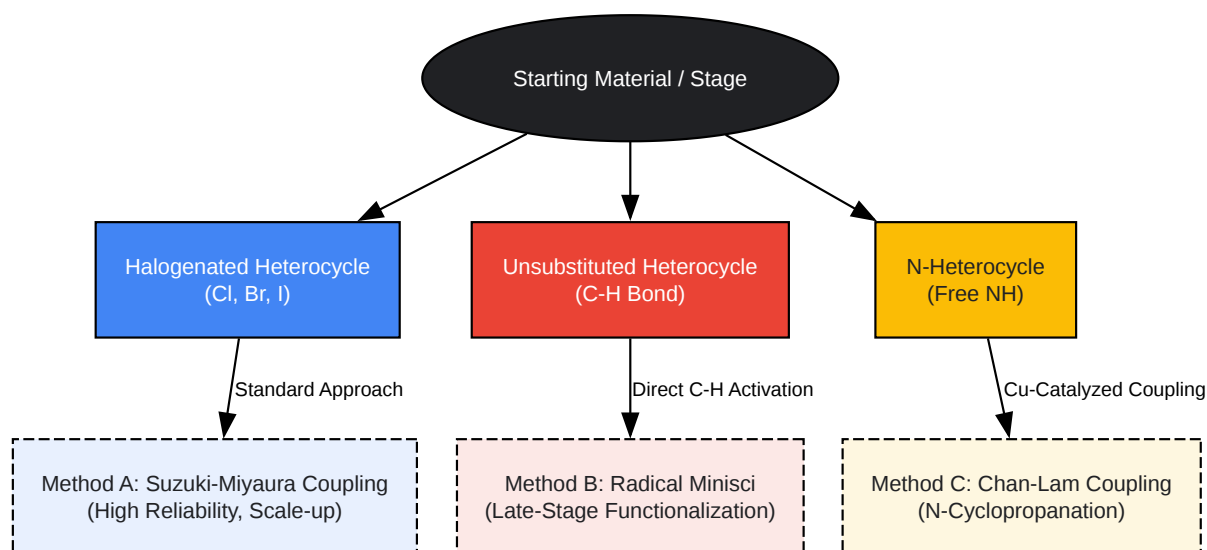 Starting Material / Stage
Halogenated Heterocycle
(Cl, Br, I)
Unsubstituted Heterocycle
(C-H Bond)
N-Heterocycle
(Free NH)
Standard Approach
Direct C-H Activation
Cu-Catalyzed Coupling
Method A: Suzuki-Miyaura Coupling
(High Reliability, Scale-up)
Method B: Radical Minisci
(Late-Stage Functionalization)
Method C: Chan-Lam Coupling
(N-Cyclopropanation)